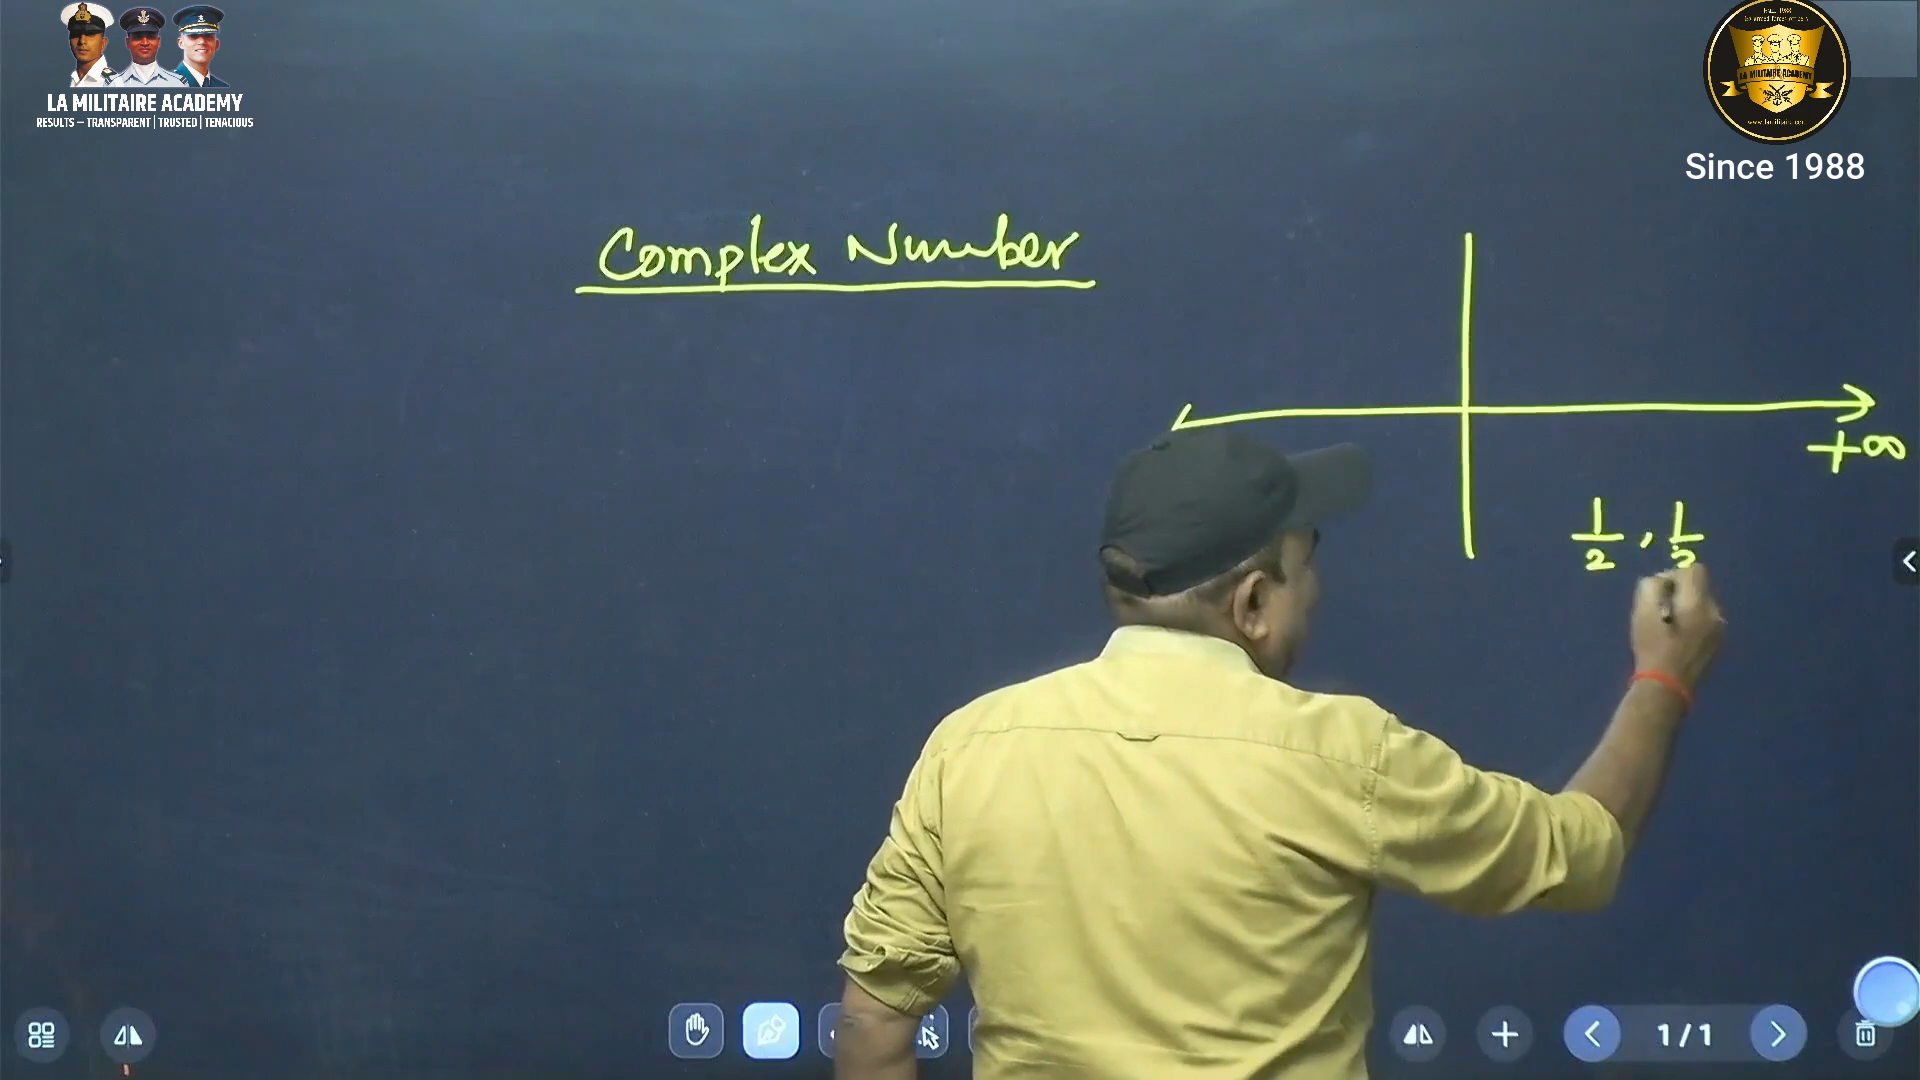 LA MILITAIRE ACADEMY
RESULTS – TRANSPARENT | TRUSTED | TENACIOUS
LA MILITAIRE ACADEMY
Since 1988
Complex Number
+∞
1/2 ,
1/1